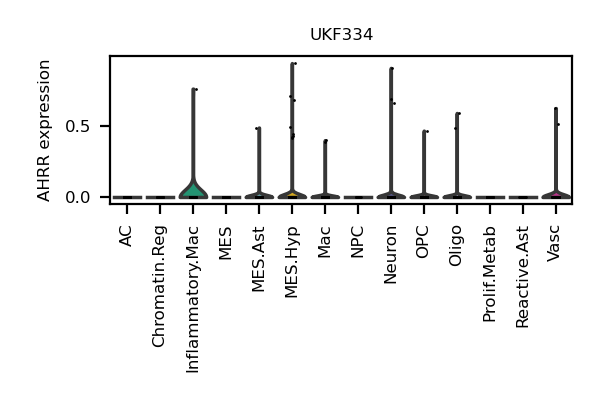 UKF334
AHRR expression
0.5
0.0
AC
Chromatin.Reg
Inflammatory.Mac
MES
MES.Ast
MES.Hyp
Mac
NPC
Neuron
OPC
Oligo
Prolif.Metab
Reactive.Ast
Vasc